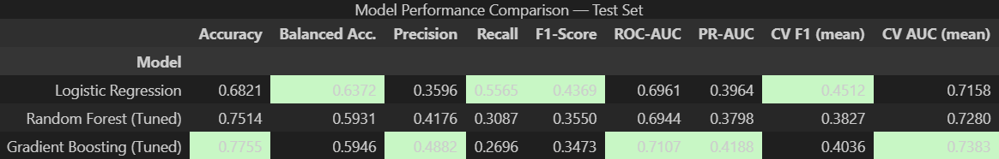 Model Performance Comparison — Test Set
Accuracy Balanced Acc. Precision Recall F1-Score ROC-AUC PR-AUC CV F1 (mean) CV AUC (mean)
Model
Logistic Regression 0.6821 0.6372 0.3596 0.5565 0.4369 0.6961 0.3964 0.4512 0.7158
Random Forest (Tuned) 0.7514 0.5931 0.4176 0.3087 0.3550 0.6944 0.3798 0.3827 0.7280
Gradient Boosting (Tuned) 0.7755 0.5946 0.4882 0.2696 0.3473 0.7107 0.4188 0.4036 0.7383